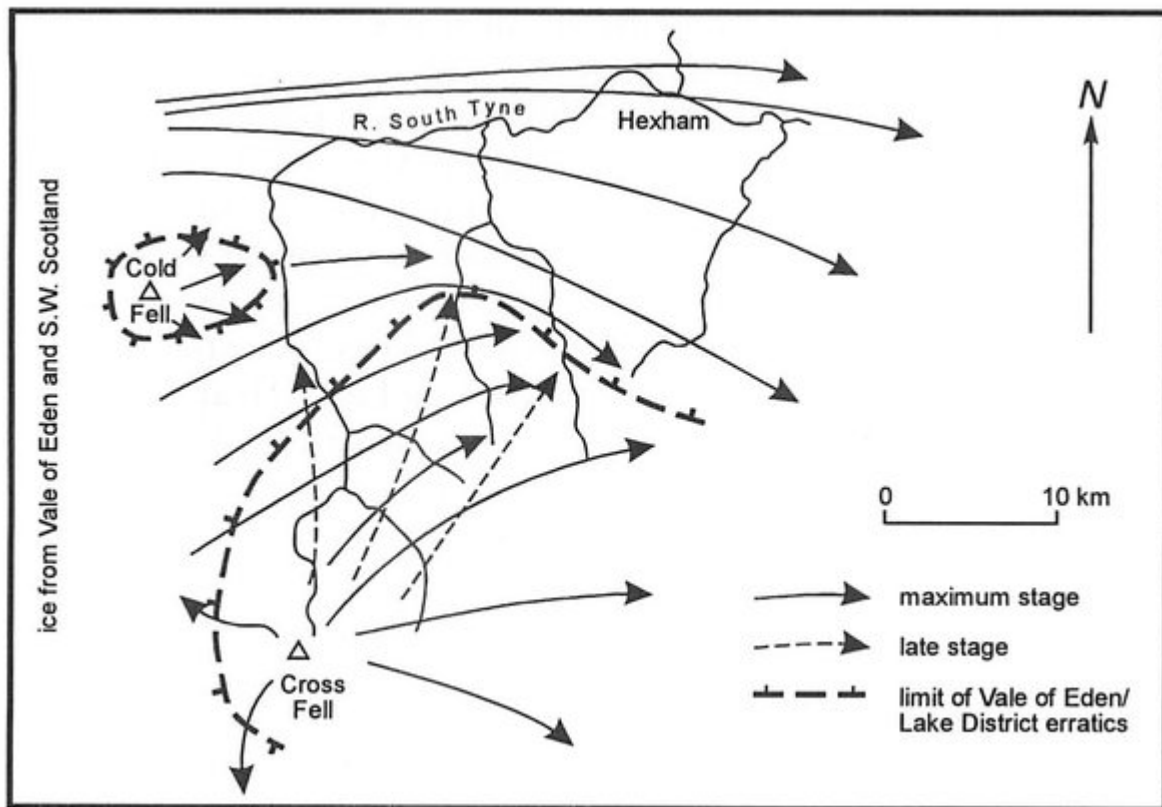 R. South Tyne
Hexham
N
ice from Vale of Eden and S.W. Scotland
Cold
Fell
0 10 km
maximum stage
late stage
limit of Vale of Eden/
Lake District erratics
Cross
Fell